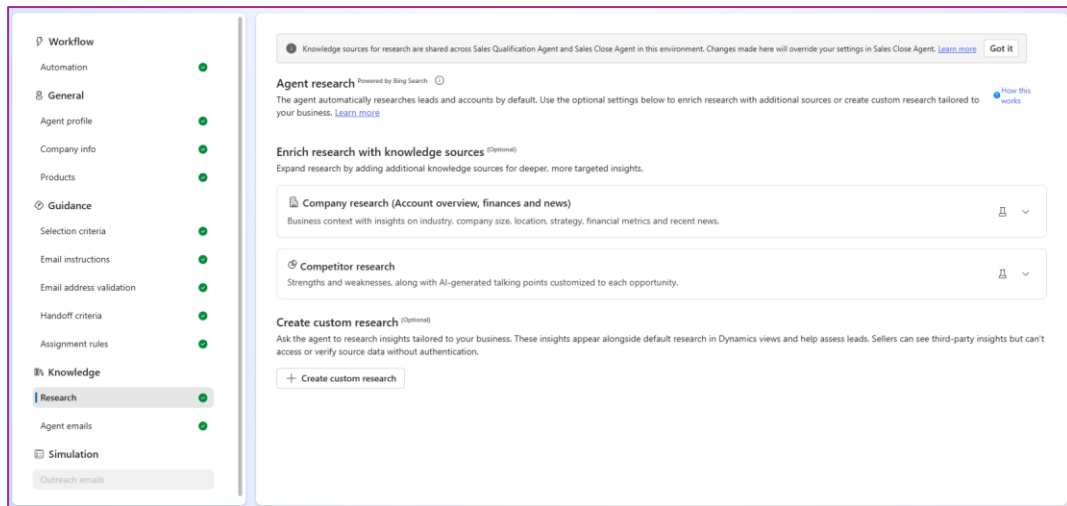 Workflow
Automation
General
Agent profile
Company info
Products
Guidance
Selection criteria
Email instructions
Email address validation
Handoff criteria
Assignment rules
Knowledge
Research
Agent emails
Simulation
Outreach emails
Knowledge sources for research are shared across Sales Qualification Agent and Sales Close Agent in this environment. Changes made here will override your settings in Sales Close Agent. Learn more Got it
Agent research Powered by Bing Search
The agent automatically researches leads and accounts by default. Use the optional settings below to enrich research with additional sources or create custom research tailored to
your business. Learn more
How this
works
Enrich research with knowledge sources (Optional)
Expand research by adding additional knowledge sources for deeper, more targeted insights.
Company research (Account overview, finances and news)
Business context with insights on industry, company size, location, strategy, financial metrics and recent news.
Competitor research
Strengths and weaknesses, along with AI-generated talking points customized to each opportunity.
Create custom research (Optional)
Ask the agent to research insights tailored to your business. These insights appear alongside default research in Dynamics views and help assess leads. Sellers can see third-party insights but can't
access or verify source data without authentication.
Create custom research